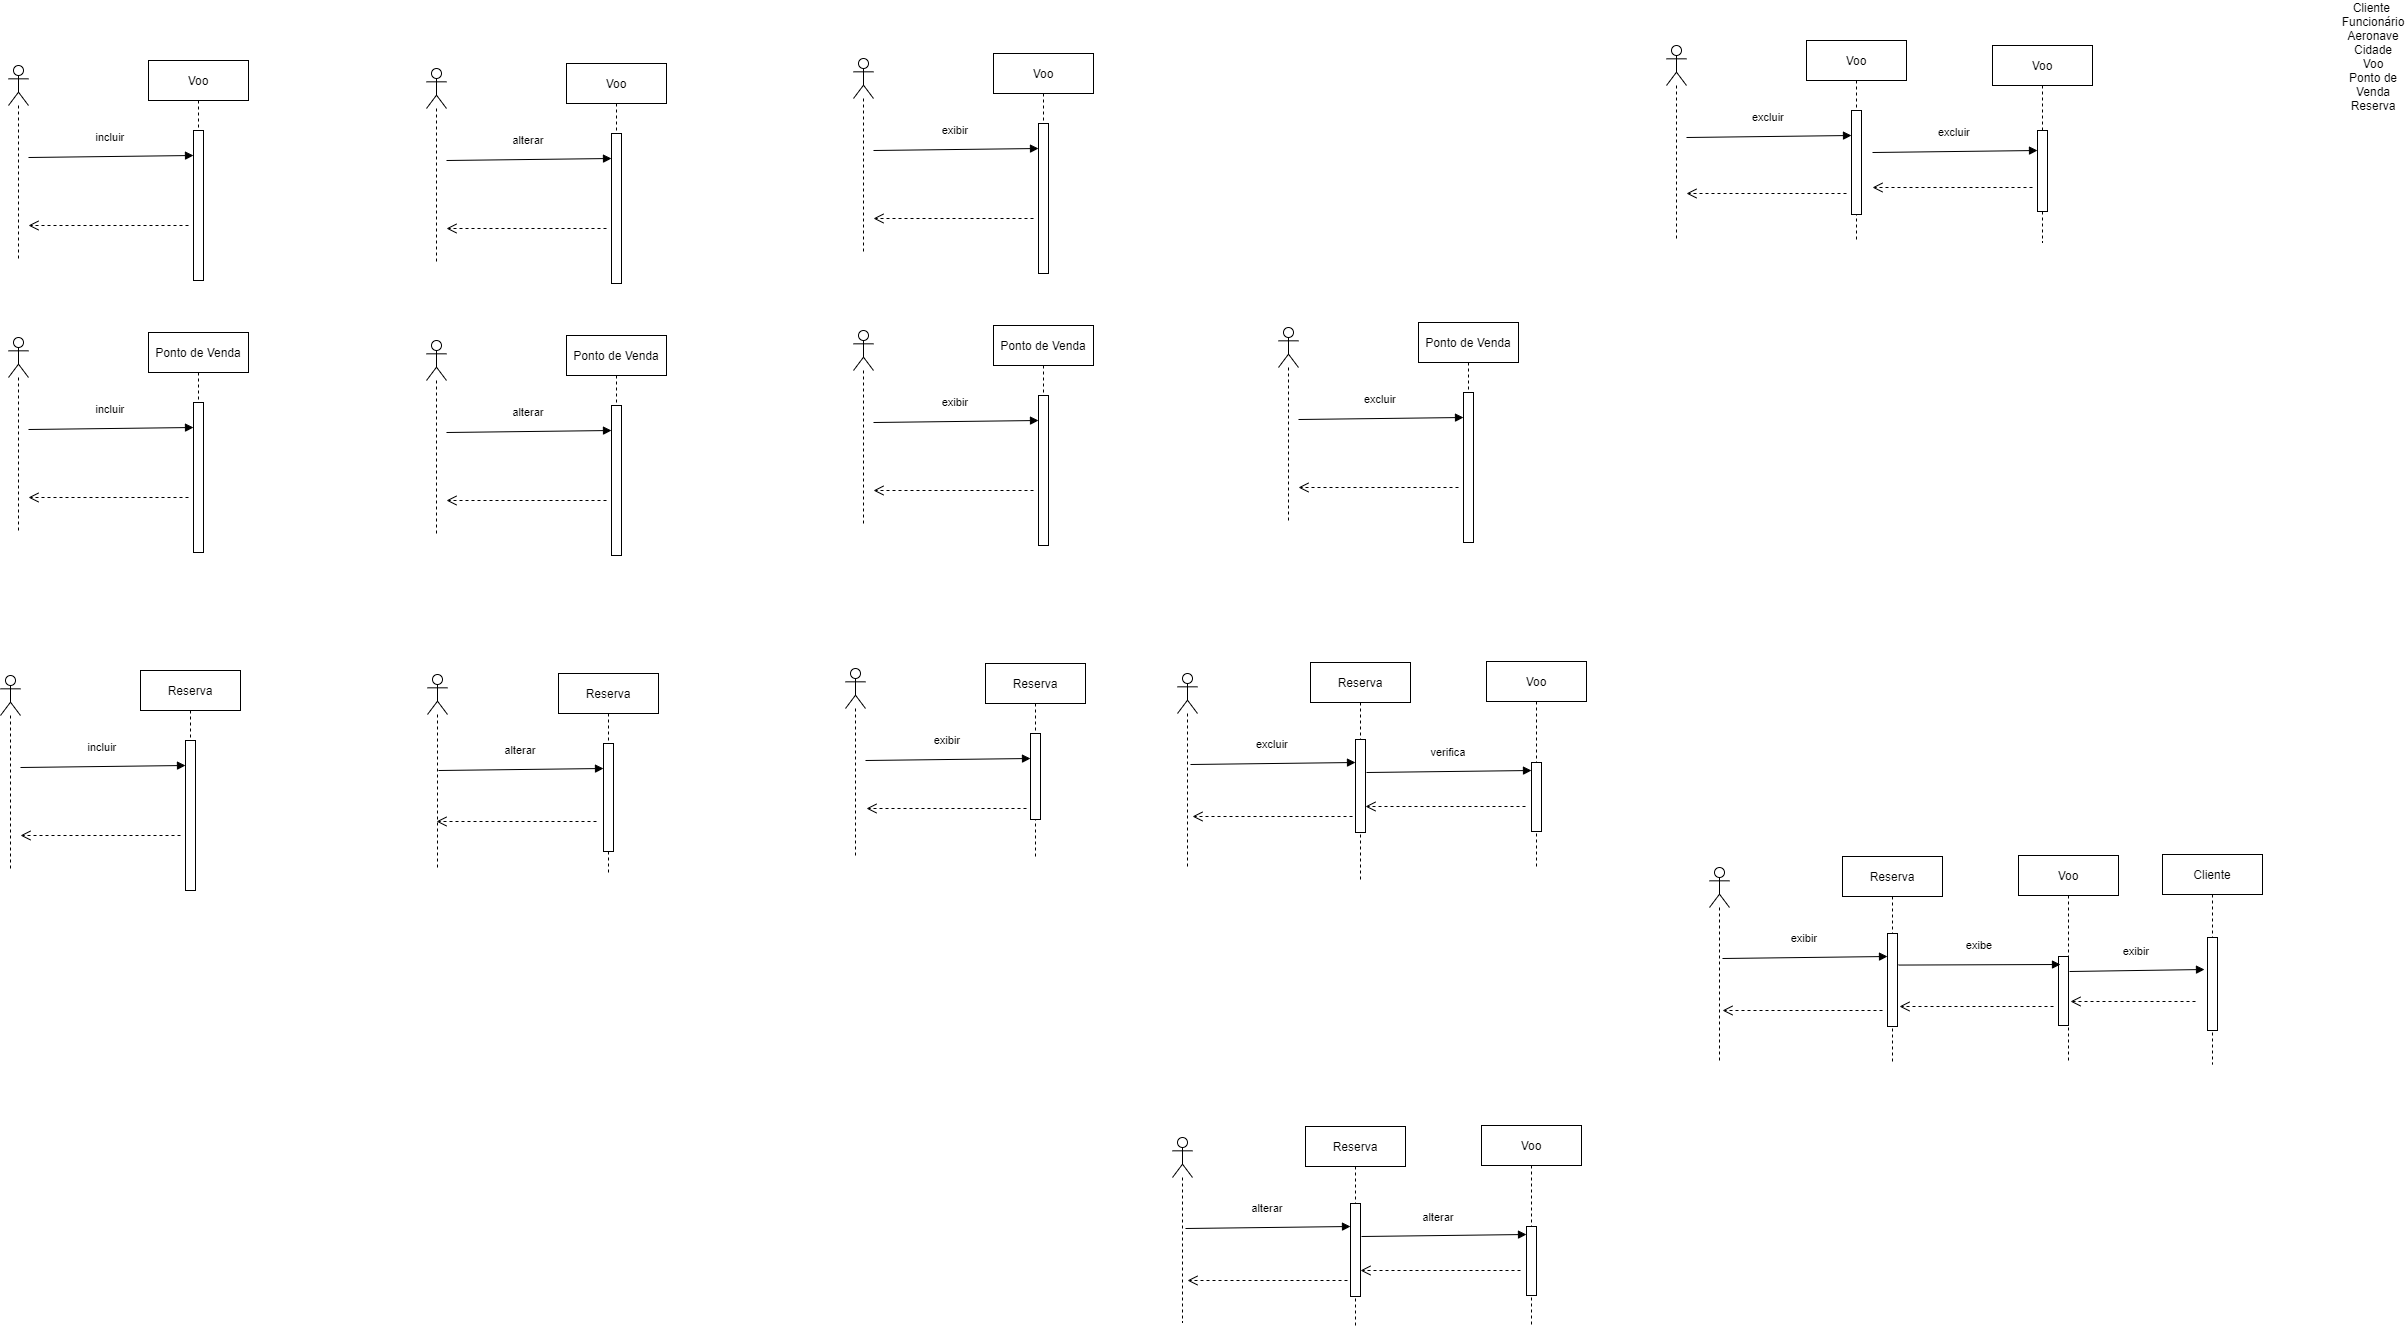 Cliente
Funcionário
Aeronave
Cidade
Voo
Ponto de
Venda
Reserva
Voo
incluir
Voo
alterar
Voo
exibir
Voo
Voo
excluir
excluir
Ponto de Venda
incluir
Ponto de Venda
alterar
Ponto de Venda
exibir
Ponto de Venda
excluir
Reserva
incluir
Reserva
alterar
Reserva
exibir
Reserva
Voo
excluir
verifica
Reserva
Voo
Cliente
exibir
exibe
exibir
Reserva
Voo
alterar
alterar